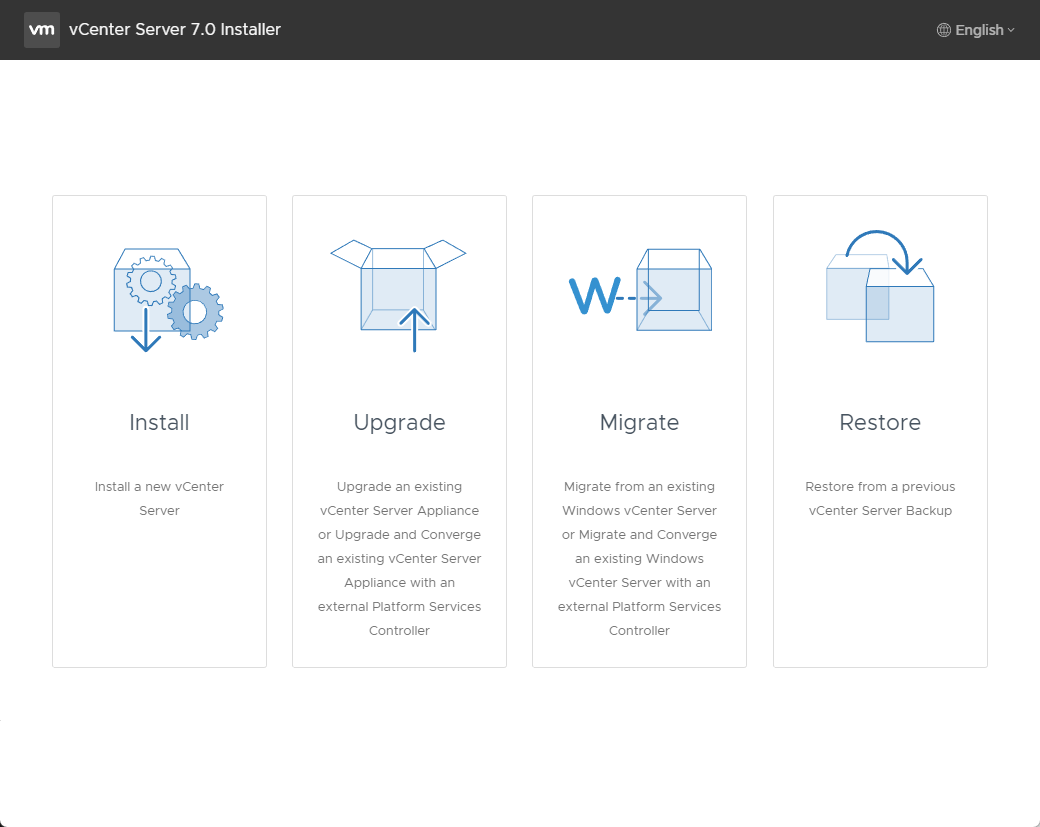 vm vCenter Server 7.0 Installer
English
Install
Install a new vCenter
Server
Upgrade
Upgrade an existing
vCenter Server Appliance
or Upgrade and Converge
an existing vCenter Server
Appliance with an
external Platform Services
Controller
W
Migrate
Migrate from an existing
Windows vCenter Server
or Migrate and Converge
an existing Windows
vCenter Server with an
external Platform Services
Controller
Restore
Restore from a previous
vCenter Server Backup